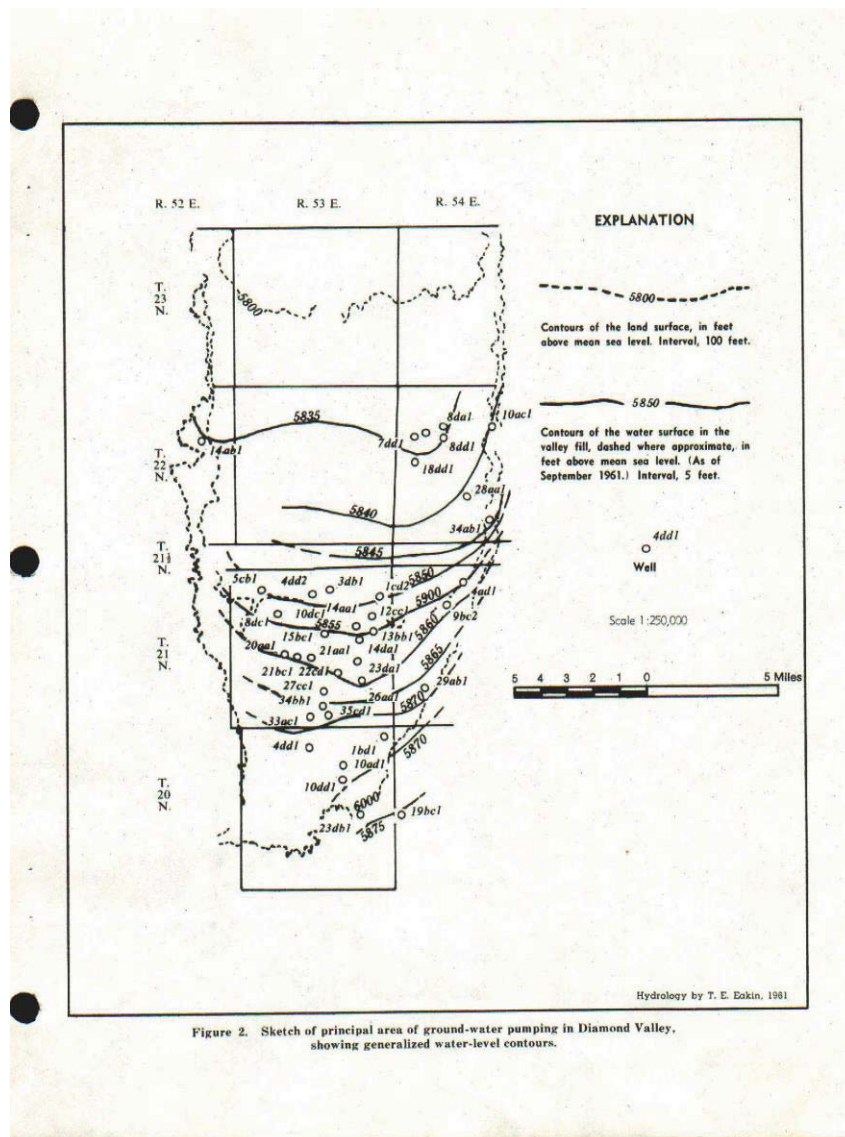 R. 52 E.
R. 53 E.
R. 54 E.
EXPLANATION
T.
23
N.
5800
5800
Contours of the land surface, in feet
above mean sea level. Interval, 100 feet.
5850
Contours of the water surface in the
valley fill, dashed where approximate, in
feet above mean sea level. (As of
September 1961.) Interval, 5 feet.
4dd1
Well
Scale 1:250,000
5 4 3 2 1 0 5 Miles
T.
22
N.
5835
14ab1
7dd1
8da1
8dd1
10ac1
18dd1
28aa1
5840
34ab1
T.
21½
N.
5845
5cb1
4dd2
3db1
1cd2
5850
5900
4ad1
8dc1
10dc1
14aa1
12cc1
5855
5860
9bc2
T.
21
N.
20aa1
15bc1
13bb1
21aa1
14da1
5865
21bc1
22cd1
23da1
29ab1
27cc1
26aa1
34bb1
35cd1
5870
33ac1
4dd1
1bd1
10ad1
5870
T.
20
N.
10dd1
6000
23db1
5875
19bc1
Hydrology by T. E. Eakin, 1961
Figure 2. Sketch of principal area of ground-water pumping in Diamond Valley,
showing generalized water-level contours.